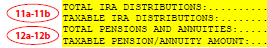 11a-11b TOTAL IRA DISTRIBUTIONS:........
TAXABLE IRA DISTRIBUTIONS:......
12a-12b TOTAL PENSIONS AND ANNUITIES:...
TAXABLE PENSION/ANNUITY AMOUNT:....